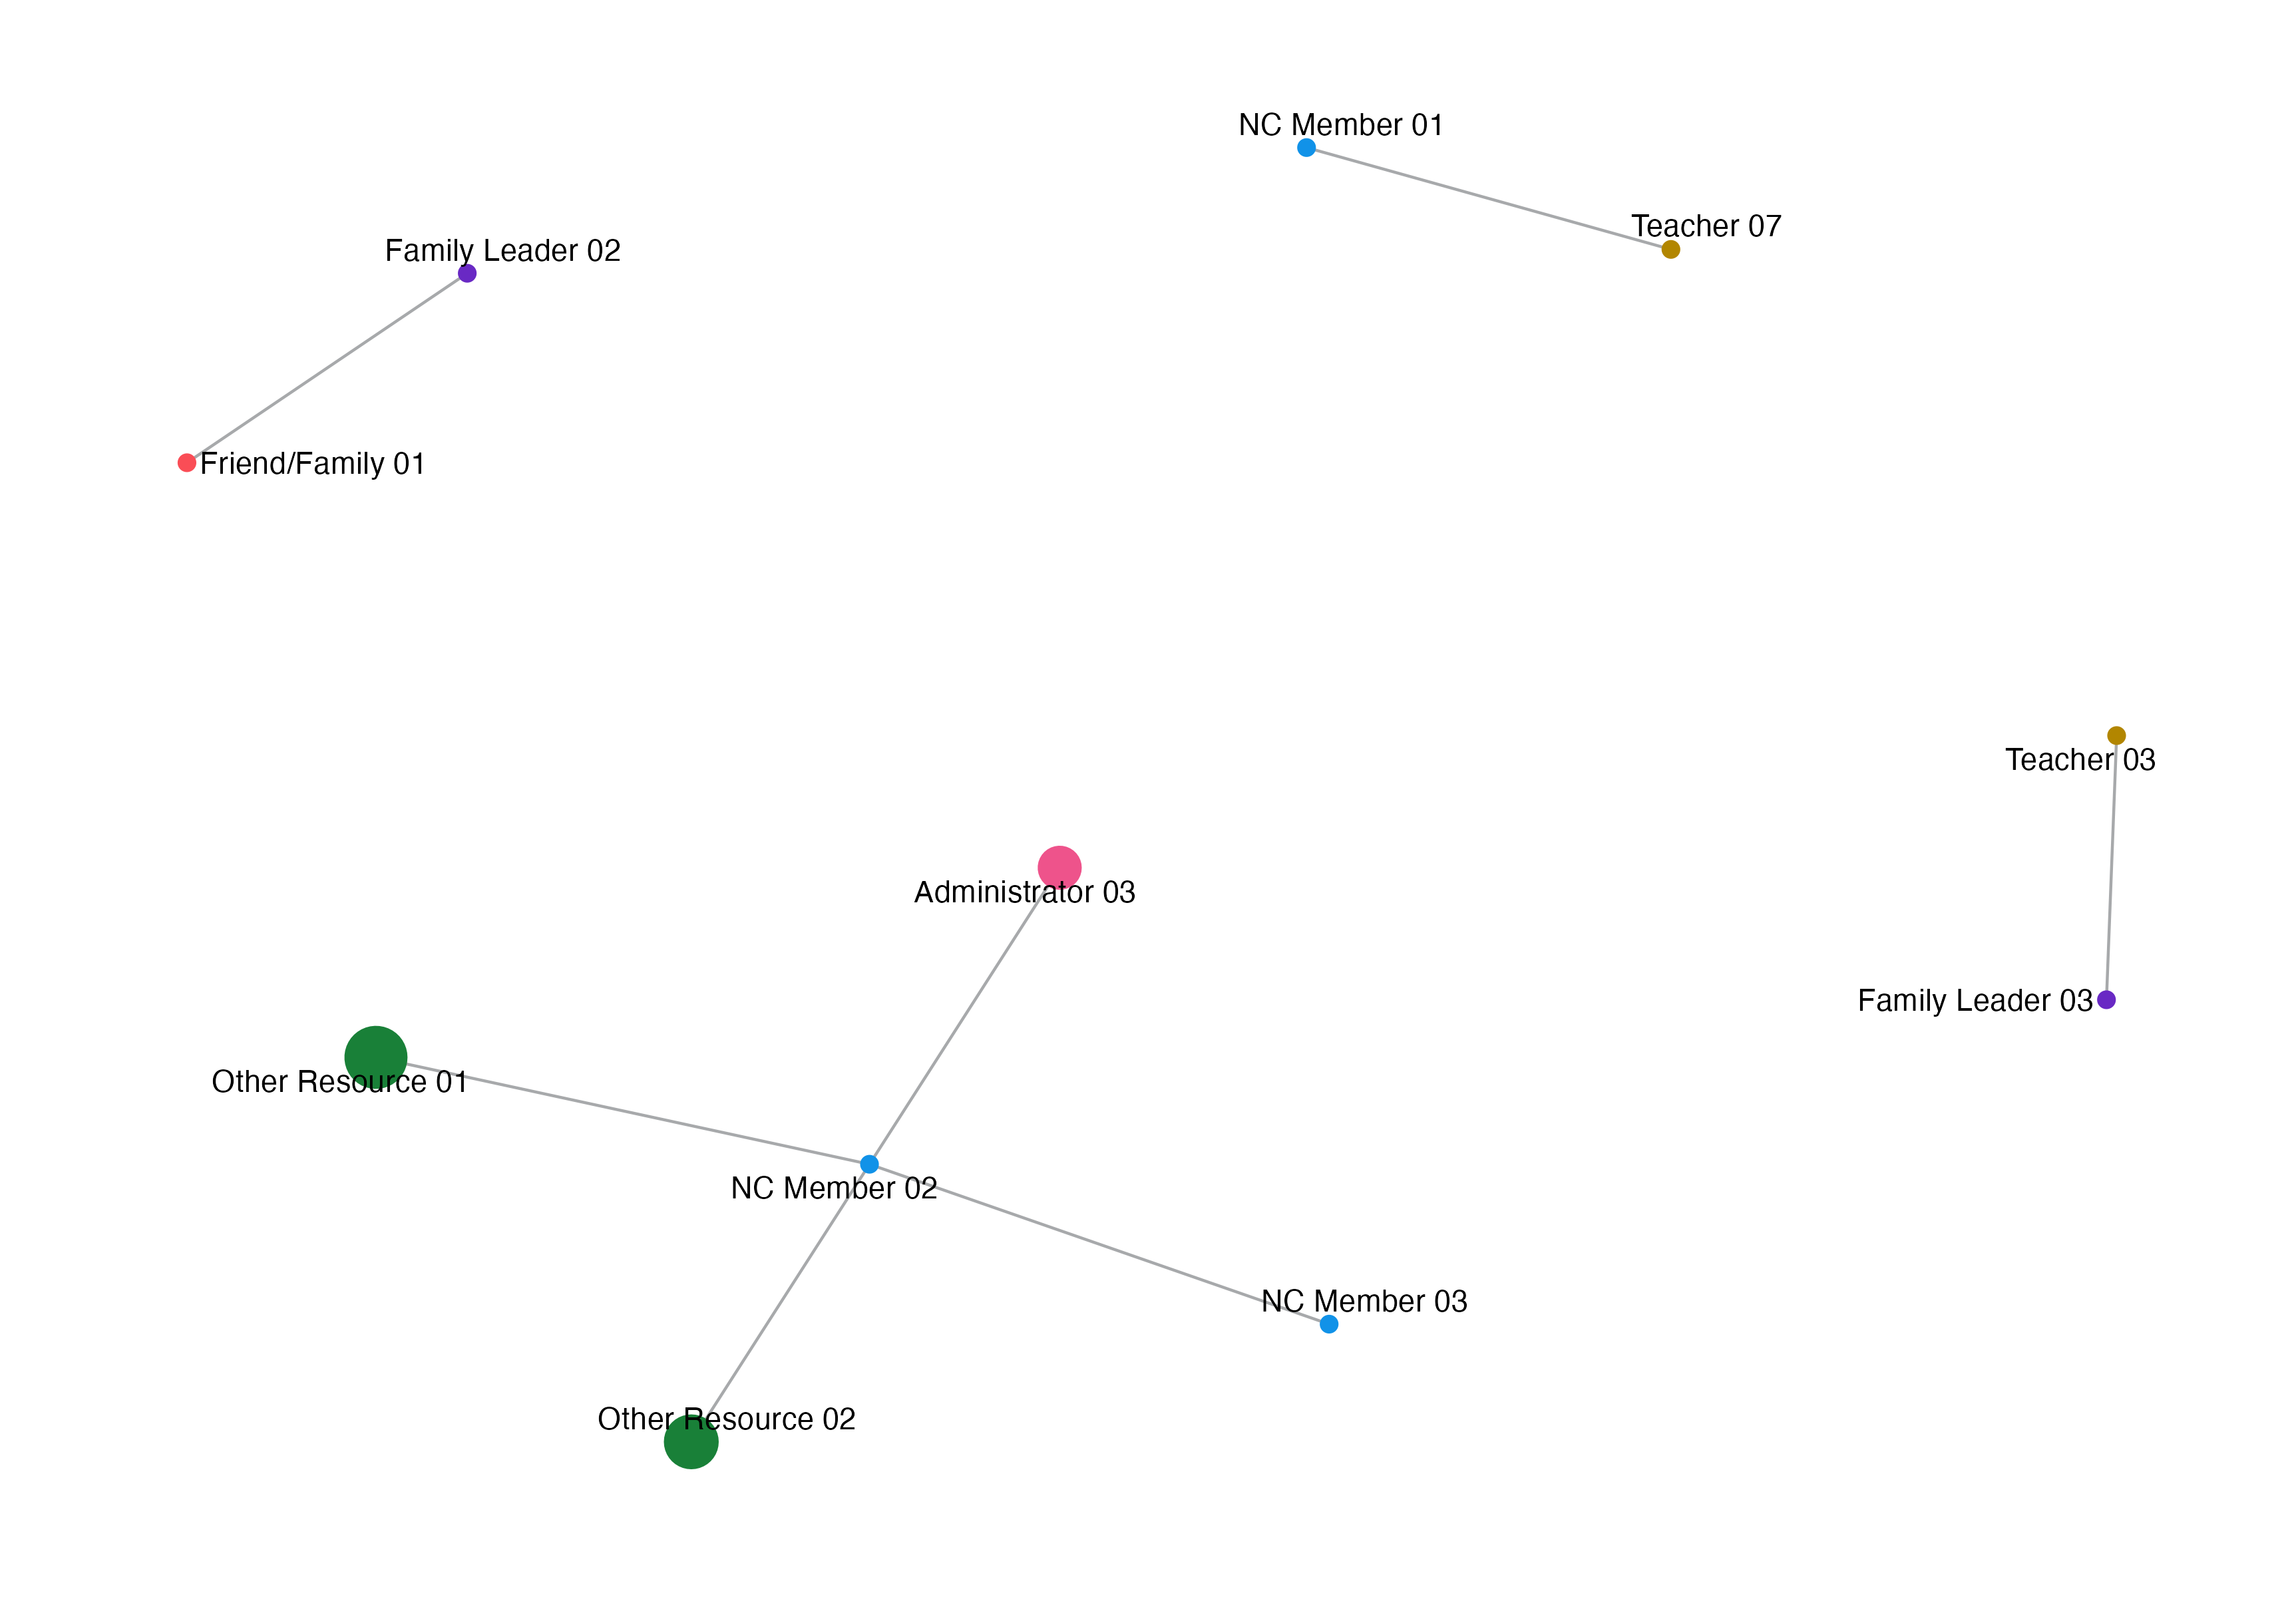 NC Member 01
Teacher 07
Family Leader 02
Friend/Family 01
Teacher 03
Administrator 03
Family Leader 03
Other Resource 01
NC Member 02
NC Member 03
Other Resource 02